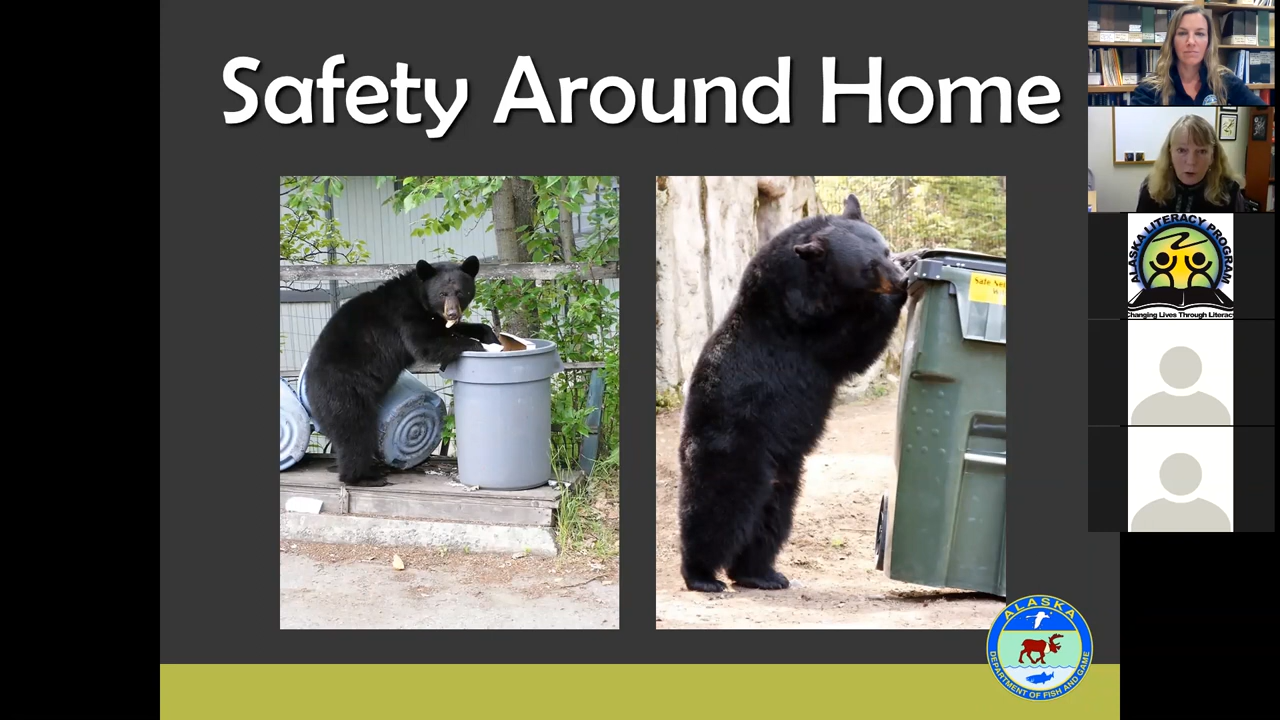 Safety Around Home
ALASKA LITERACY PROGRAM
Changing Lives Through Literacy
ALASKA
DEPARTMENT OF FISH AND GAME